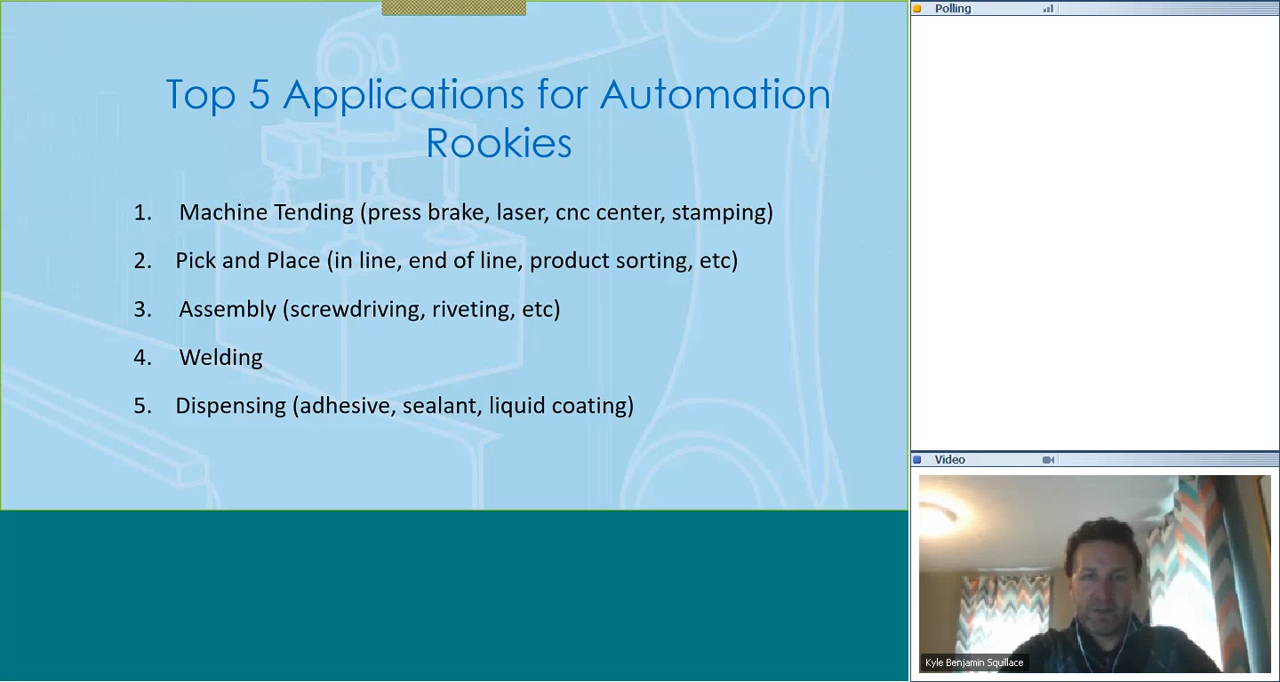 Top 5 Applications for Automation
Rookies
1. Machine Tending (press brake, laser, cnc center, stamping)
2. Pick and Place (in line, end of line, product sorting, etc)
3. Assembly (screwdriving, riveting, etc)
4. Welding
5. Dispensing (adhesive, sealant, liquid coating)
Polling
Video
Kyle Benjamin Squillace